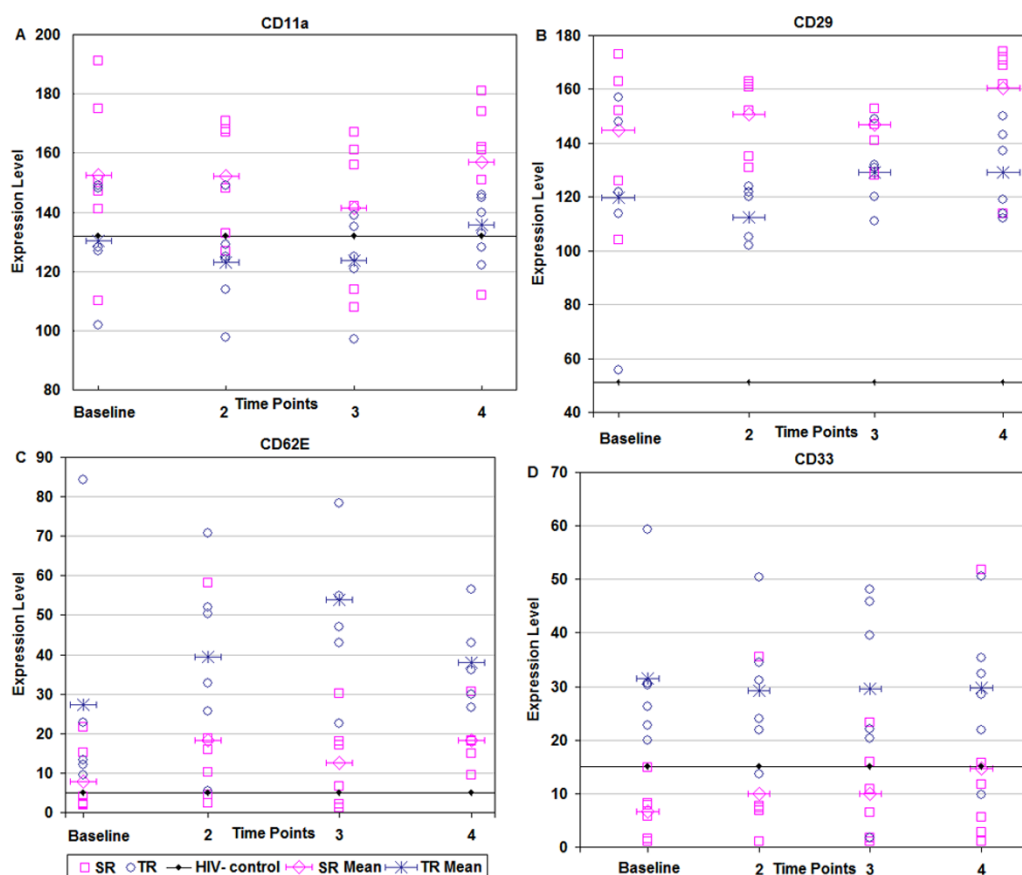 A
CD11a
200
180
160
140
120
100
80
Expression Level
Baseline
2
Time Points
3
4
B
CD29
180
160
140
120
100
80
60
40
Expression Level
Baseline
2
Time Points
3
4
C
CD62E
90
80
70
60
50
40
30
20
10
0
Expression Level
Baseline
2
Time Points
3
4
D
CD33
70
60
50
40
30
20
10
0
Expression Level
Baseline
2
Time Points
3
4
SR TR HIV- control SR Mean TR Mean